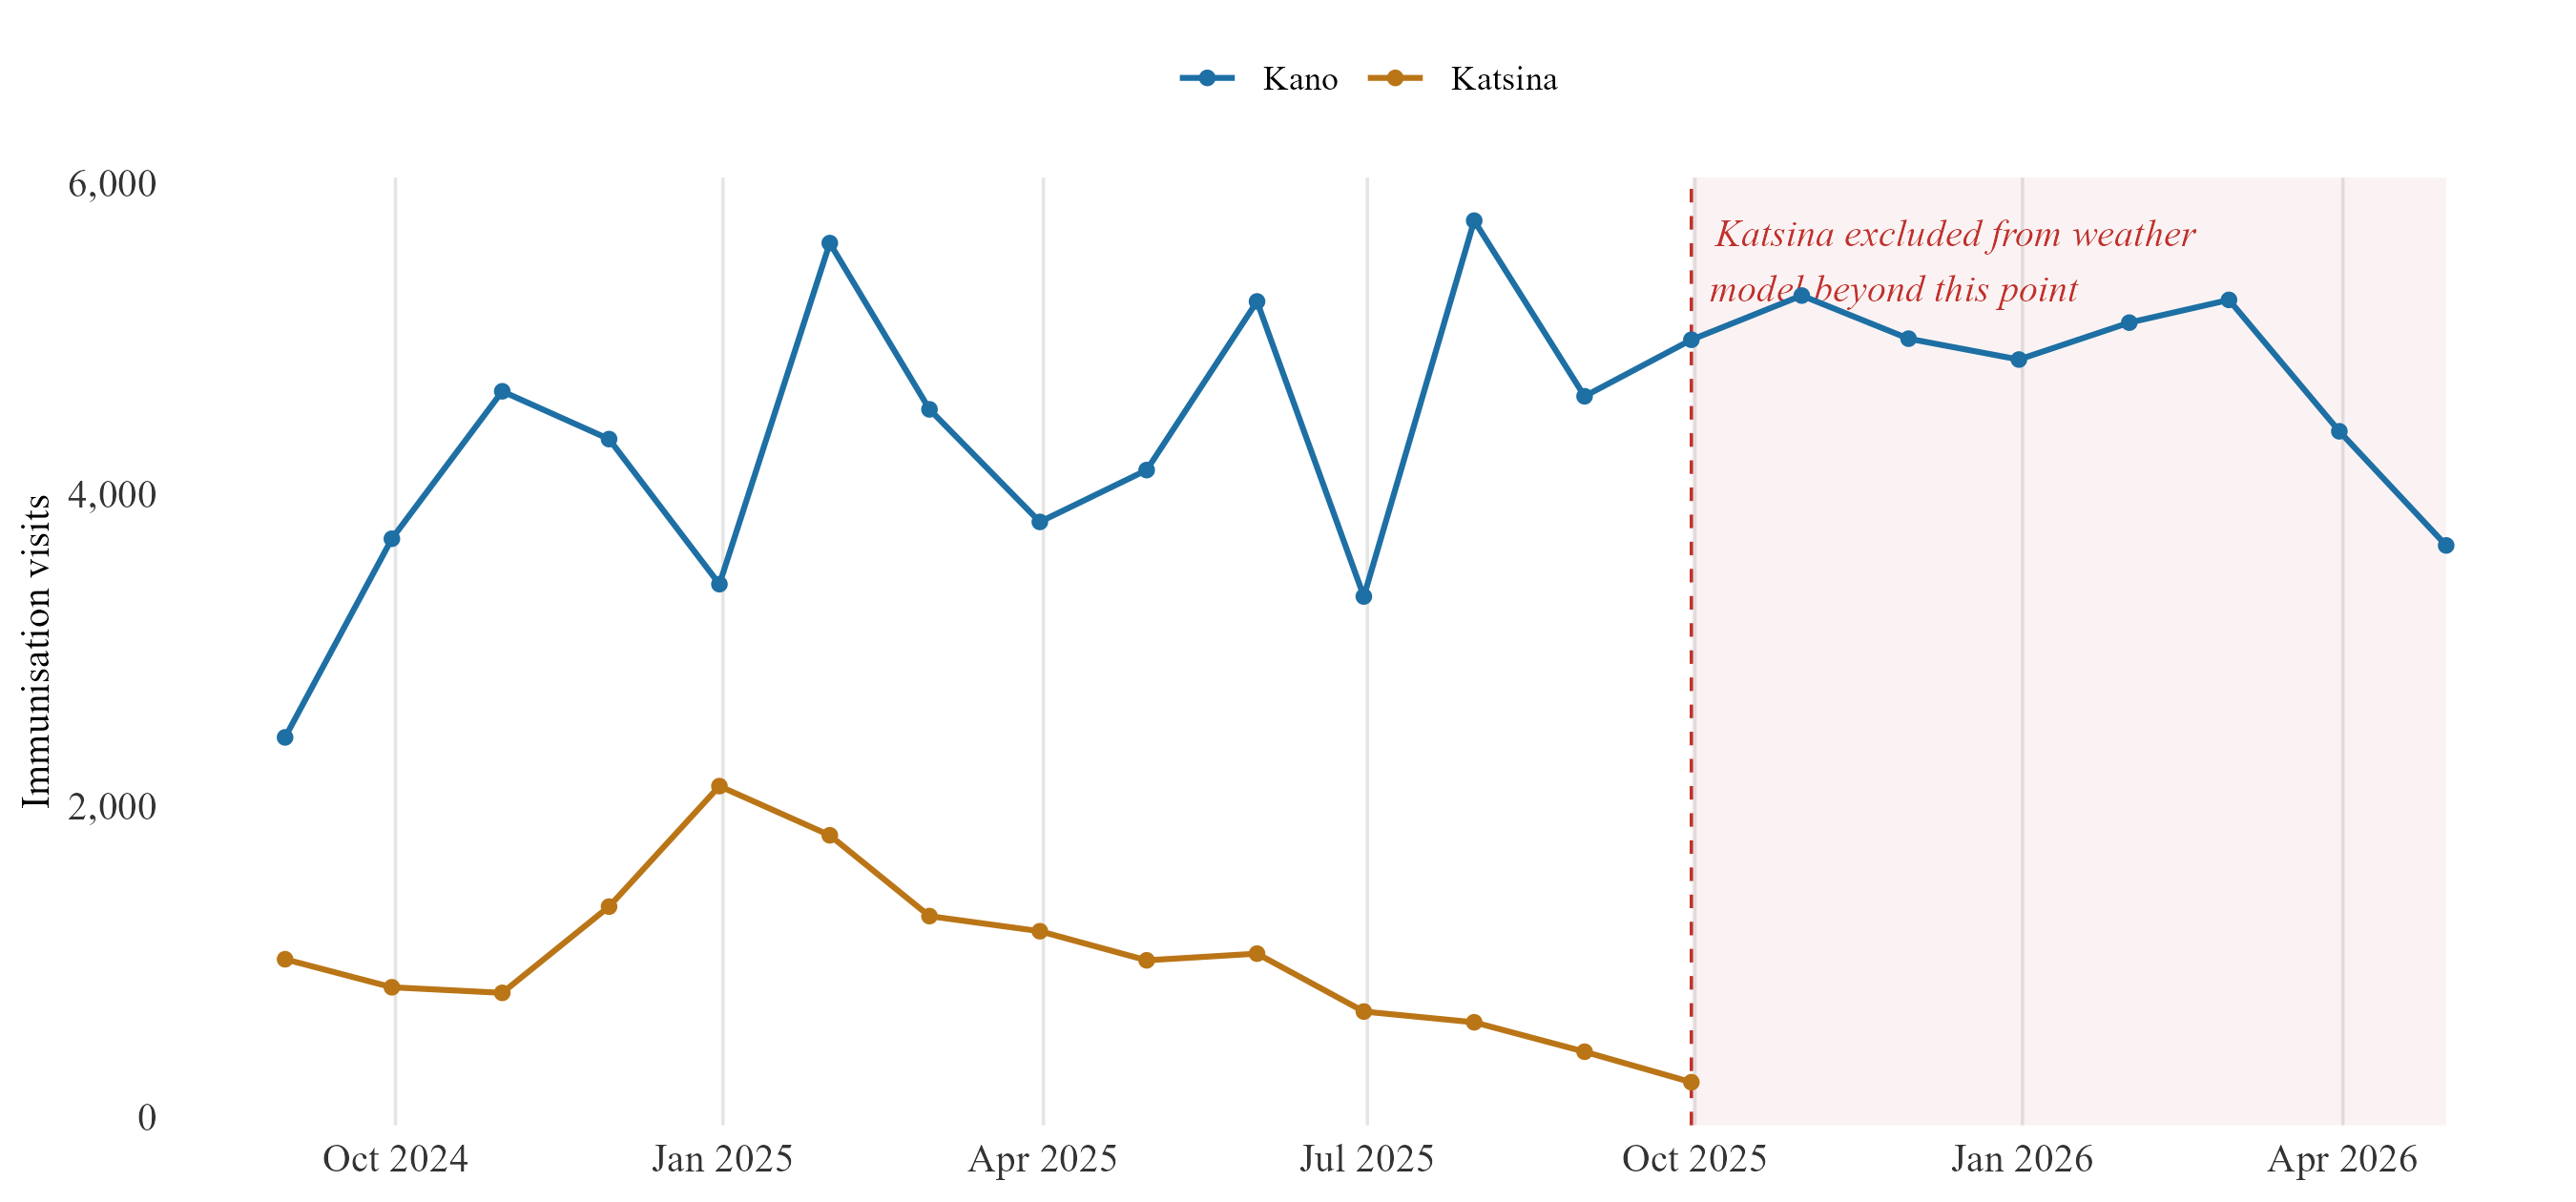 Kano Katsina
6,000
Katsina excluded from weather
model beyond this point
4,000
Immunisation visits
2,000
0
Oct 2024 Jan 2025 Apr 2025 Jul 2025 Oct 2025 Jan 2026 Apr 2026